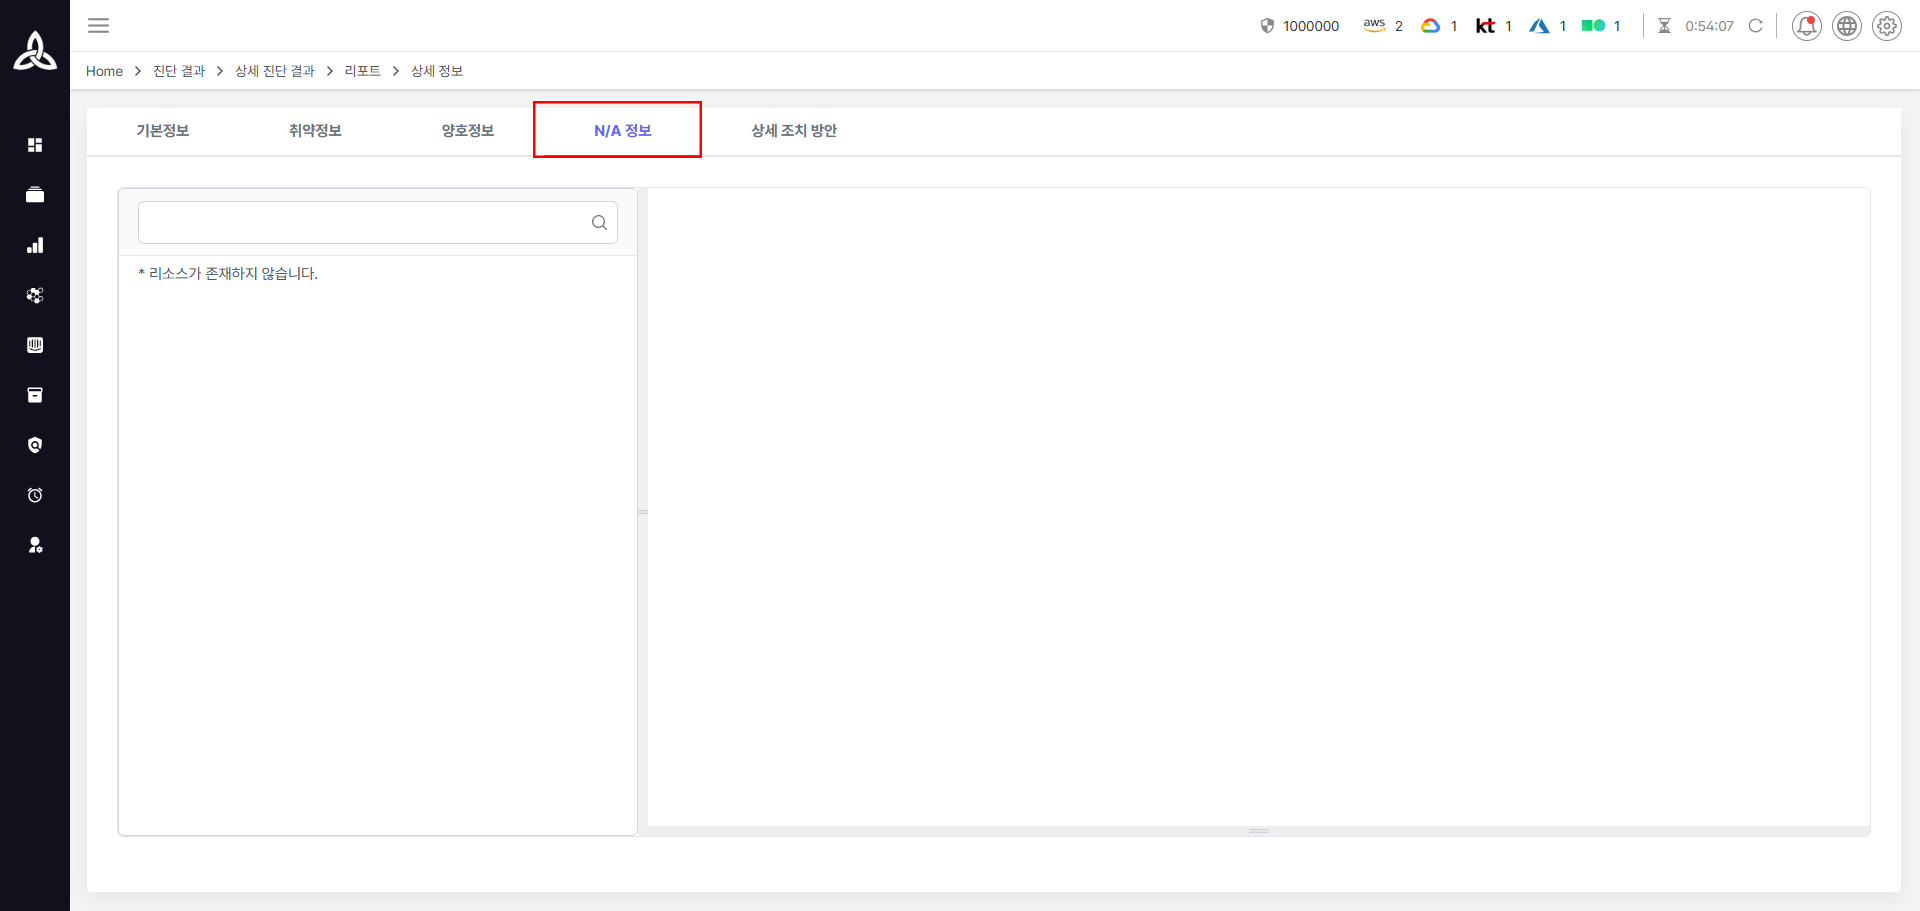 1000000 aws 2 1 kt 1 1 1 0:54:07
Home > 진단 결과 > 상세 진단 결과 > 리포트 > 상세 정보
기본정보 취약정보 양호정보 N/A 정보 상세 조치 방안
* 리소스가 존재하지 않습니다.